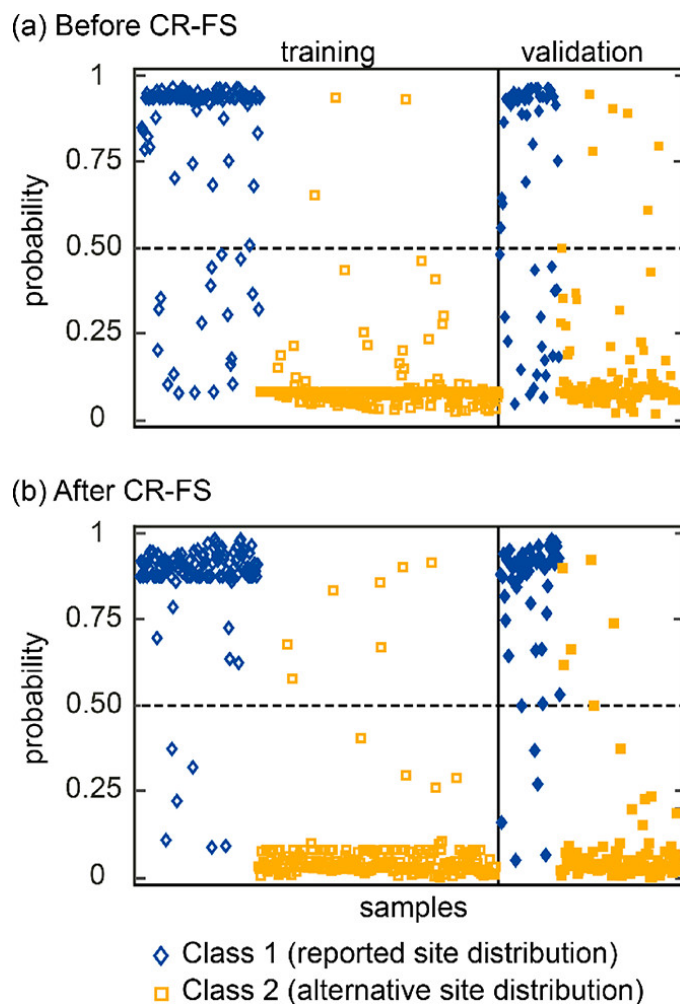 (a) Before CR-FS
training validation
1
0.75
0.50
0.25
0
probability
(b) After CR-FS
1
0.75
0.50
0.25
0
probability
samples
Class 1 (reported site distribution)
Class 2 (alternative site distribution)